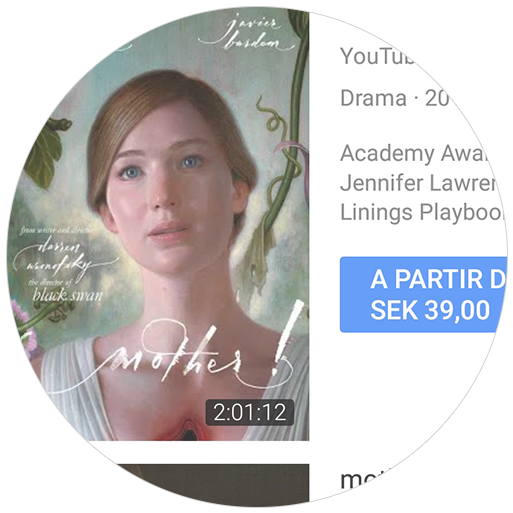 javier
bardem
from writer and director
darren
aronofsky
the director of
black swan
mother!
2:01:12
YouTub
Drama · 20
Academy Awa
Jennifer Lawren
Linings Playboo
A PARTIR D
SEK 39,00